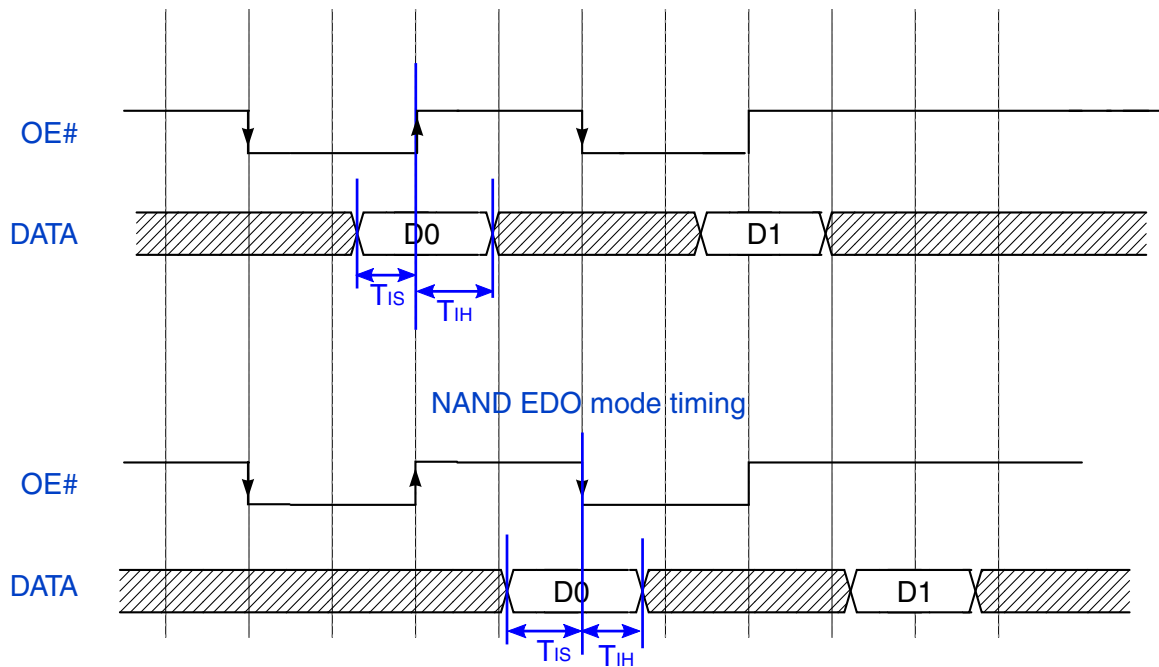 OE#
DATA
D0
D1
TIS
TIH
NAND EDO mode timing
OE#
DATA
D0
D1
TIS
TIH